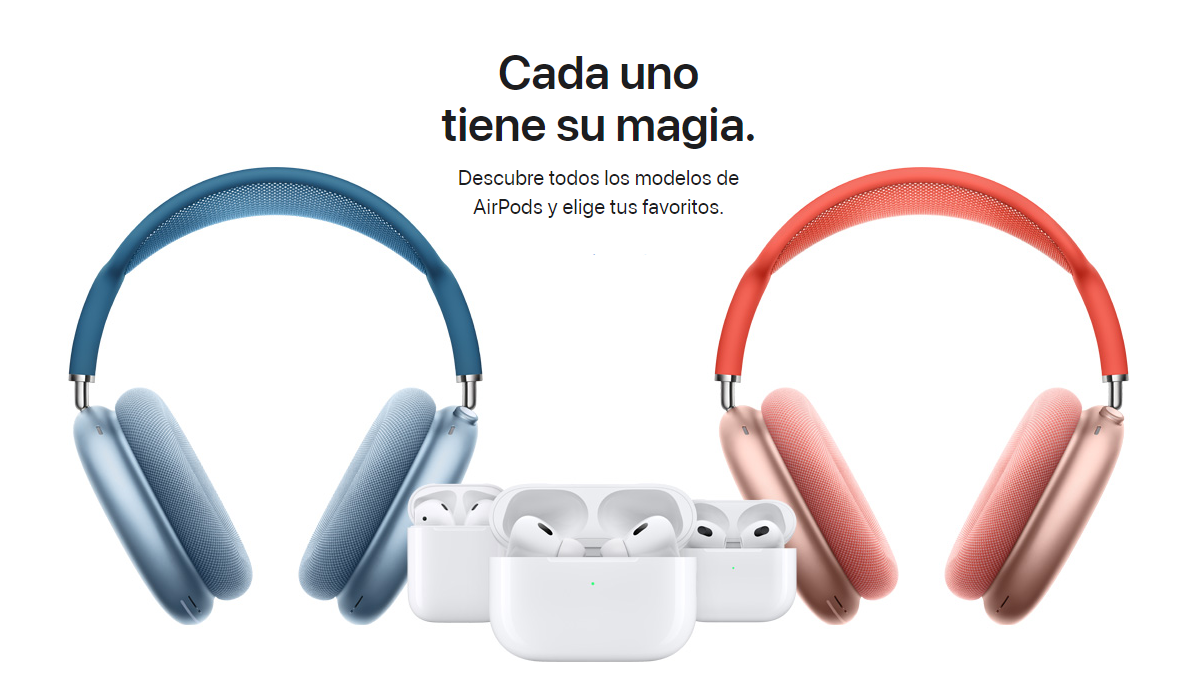 Cada uno
tiene su magia.
Descubre todos los modelos de
AirPods y elige tus favoritos.